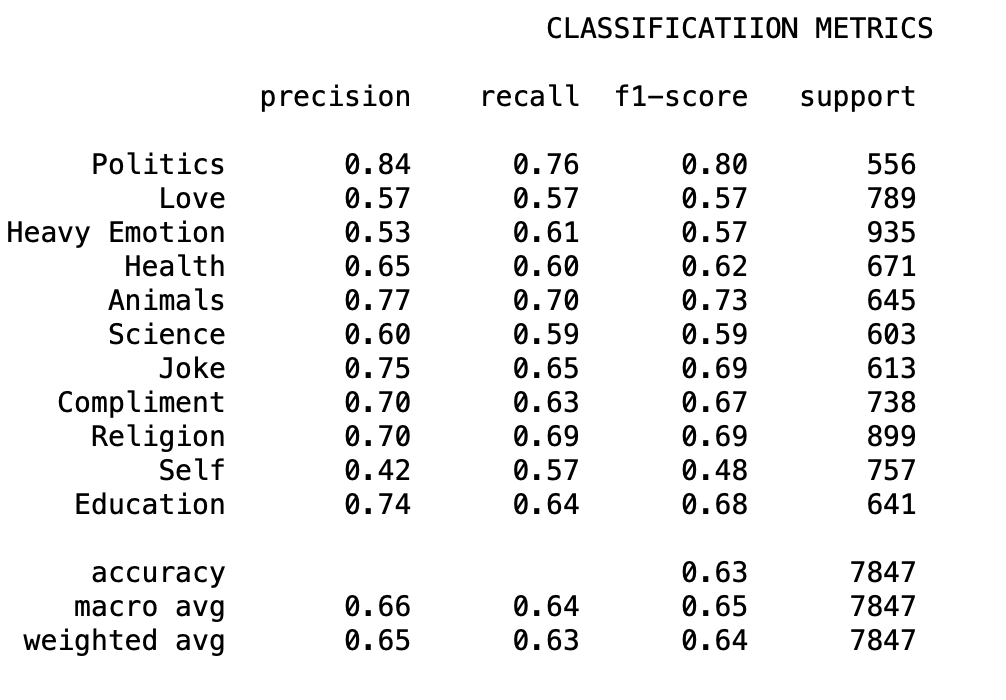 CLASSIFICATIION METRICS
precision recall f1-score support
Politics 0.84 0.76 0.80 556
Love 0.57 0.57 0.57 789
Heavy Emotion 0.53 0.61 0.57 935
Health 0.65 0.60 0.62 671
Animals 0.77 0.70 0.73 645
Science 0.60 0.59 0.59 603
Joke 0.75 0.65 0.69 613
Compliment 0.70 0.63 0.67 738
Religion 0.70 0.69 0.69 899
Self 0.42 0.57 0.48 757
Education 0.74 0.64 0.68 641
accuracy 0.63 7847
macro avg 0.66 0.64 0.65 7847
weighted avg 0.65 0.63 0.64 7847